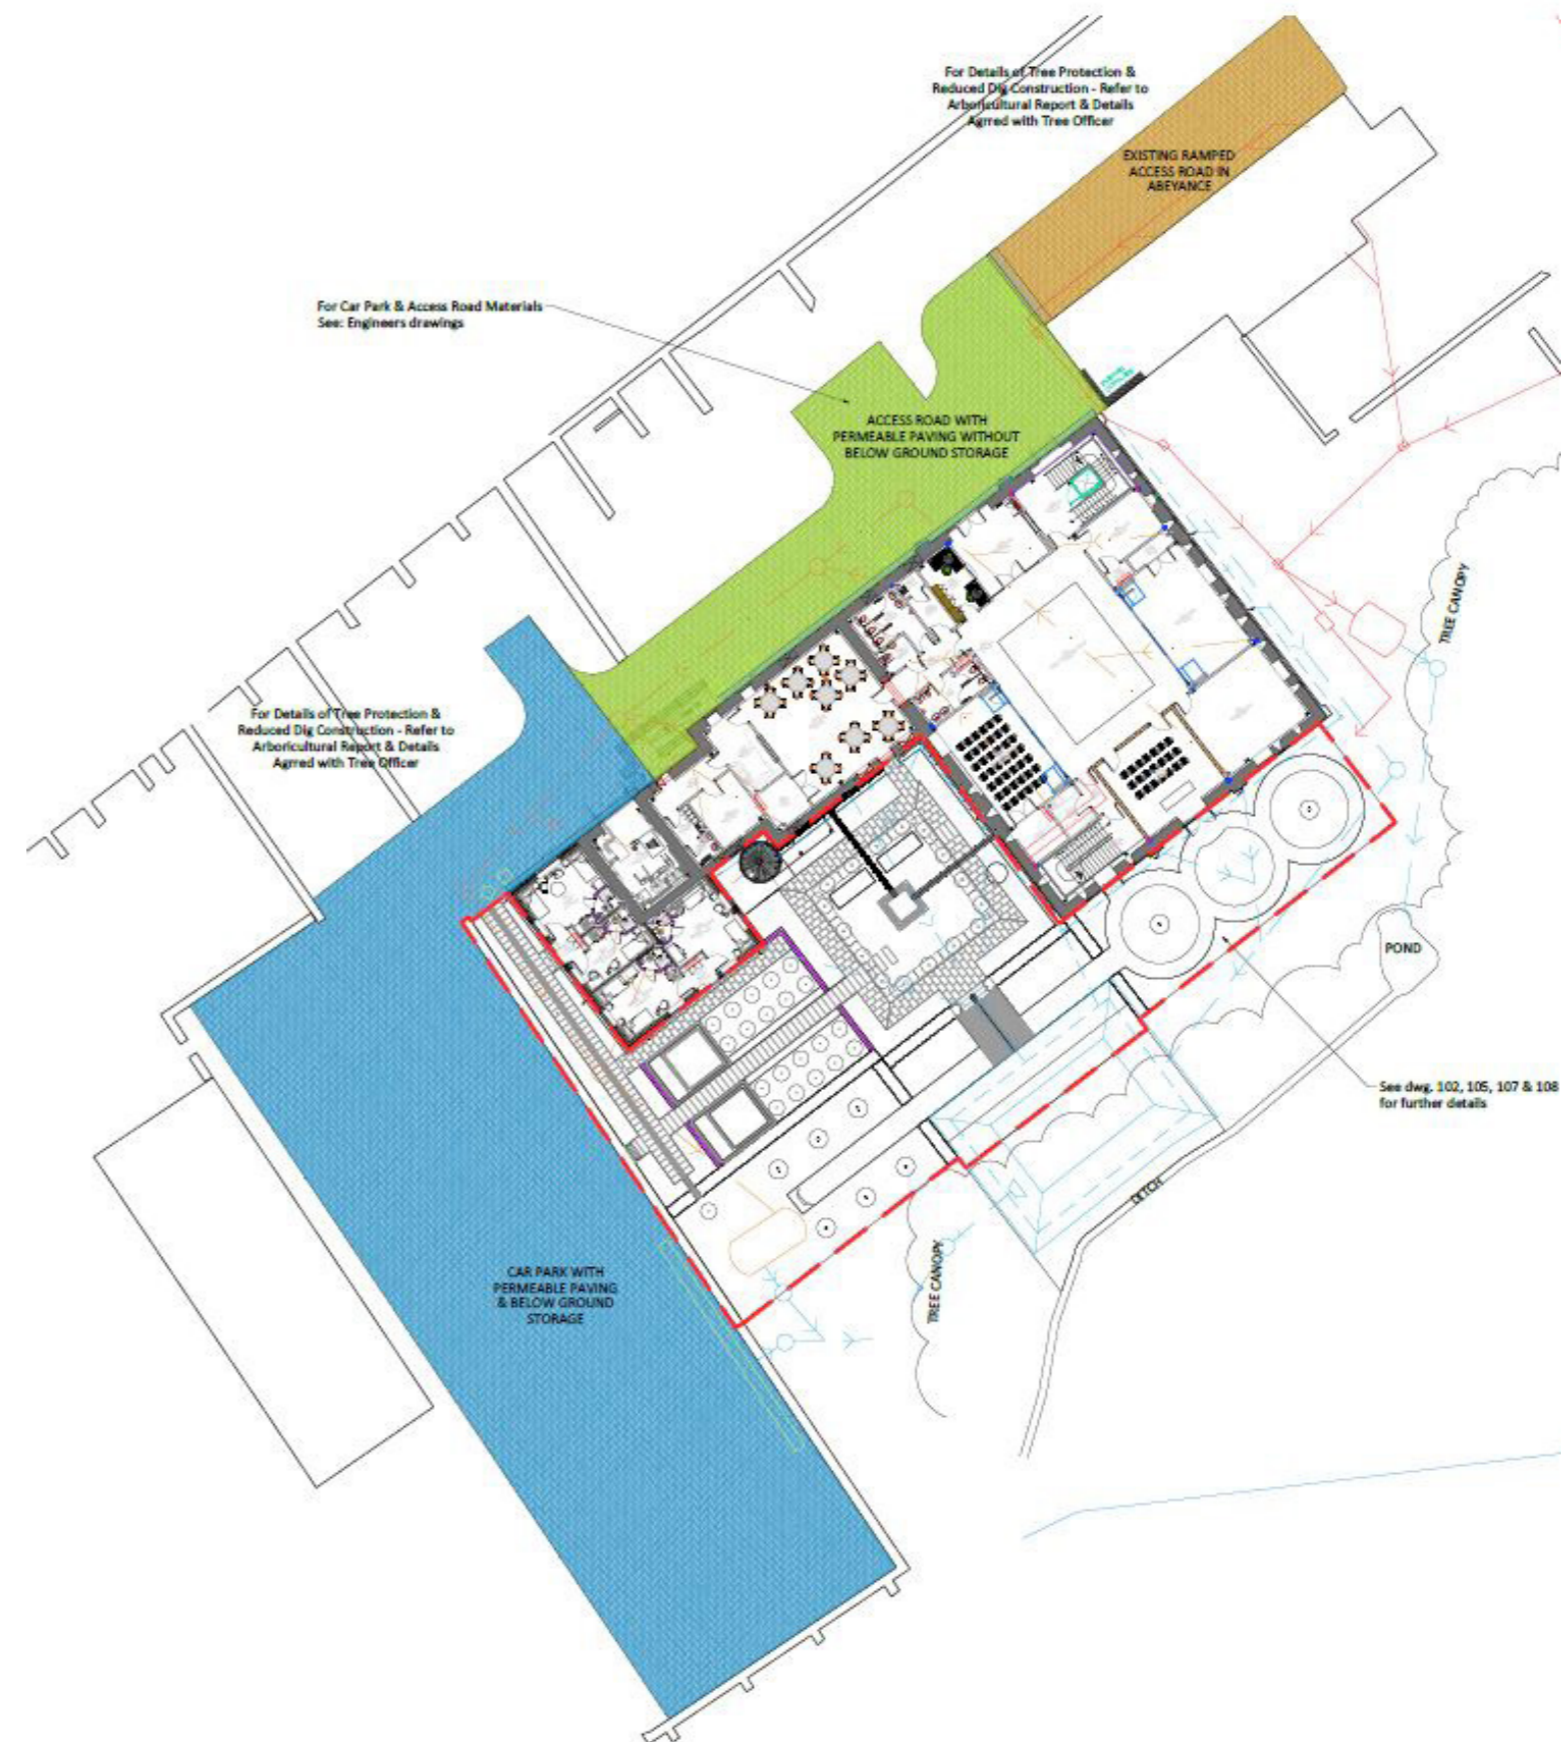 For Details of Tree Protection &
Reduced Dig Construction - Refer to
Arboricultural Report & Details
Agrred with Tree Officer
EXISTING RAMPED
ACCESS ROAD IN
ABEYANCE
For Car Park & Access Road Materials
See: Engineers drawings
ACCESS ROAD WITH
PERMEABLE PAVING WITHOUT
BELOW GROUND STORAGE
TREE CANOPY
For Details of Tree Protection &
Reduced Dig Construction - Refer to
Arboricultural Report & Details
Agrred with Tree Officer
POND
See dwg. 102, 105, 107 & 108
for further details
DITCH
TREE CANOPY
CAR PARK WITH
PERMEABLE PAVING
& BELOW GROUND
STORAGE